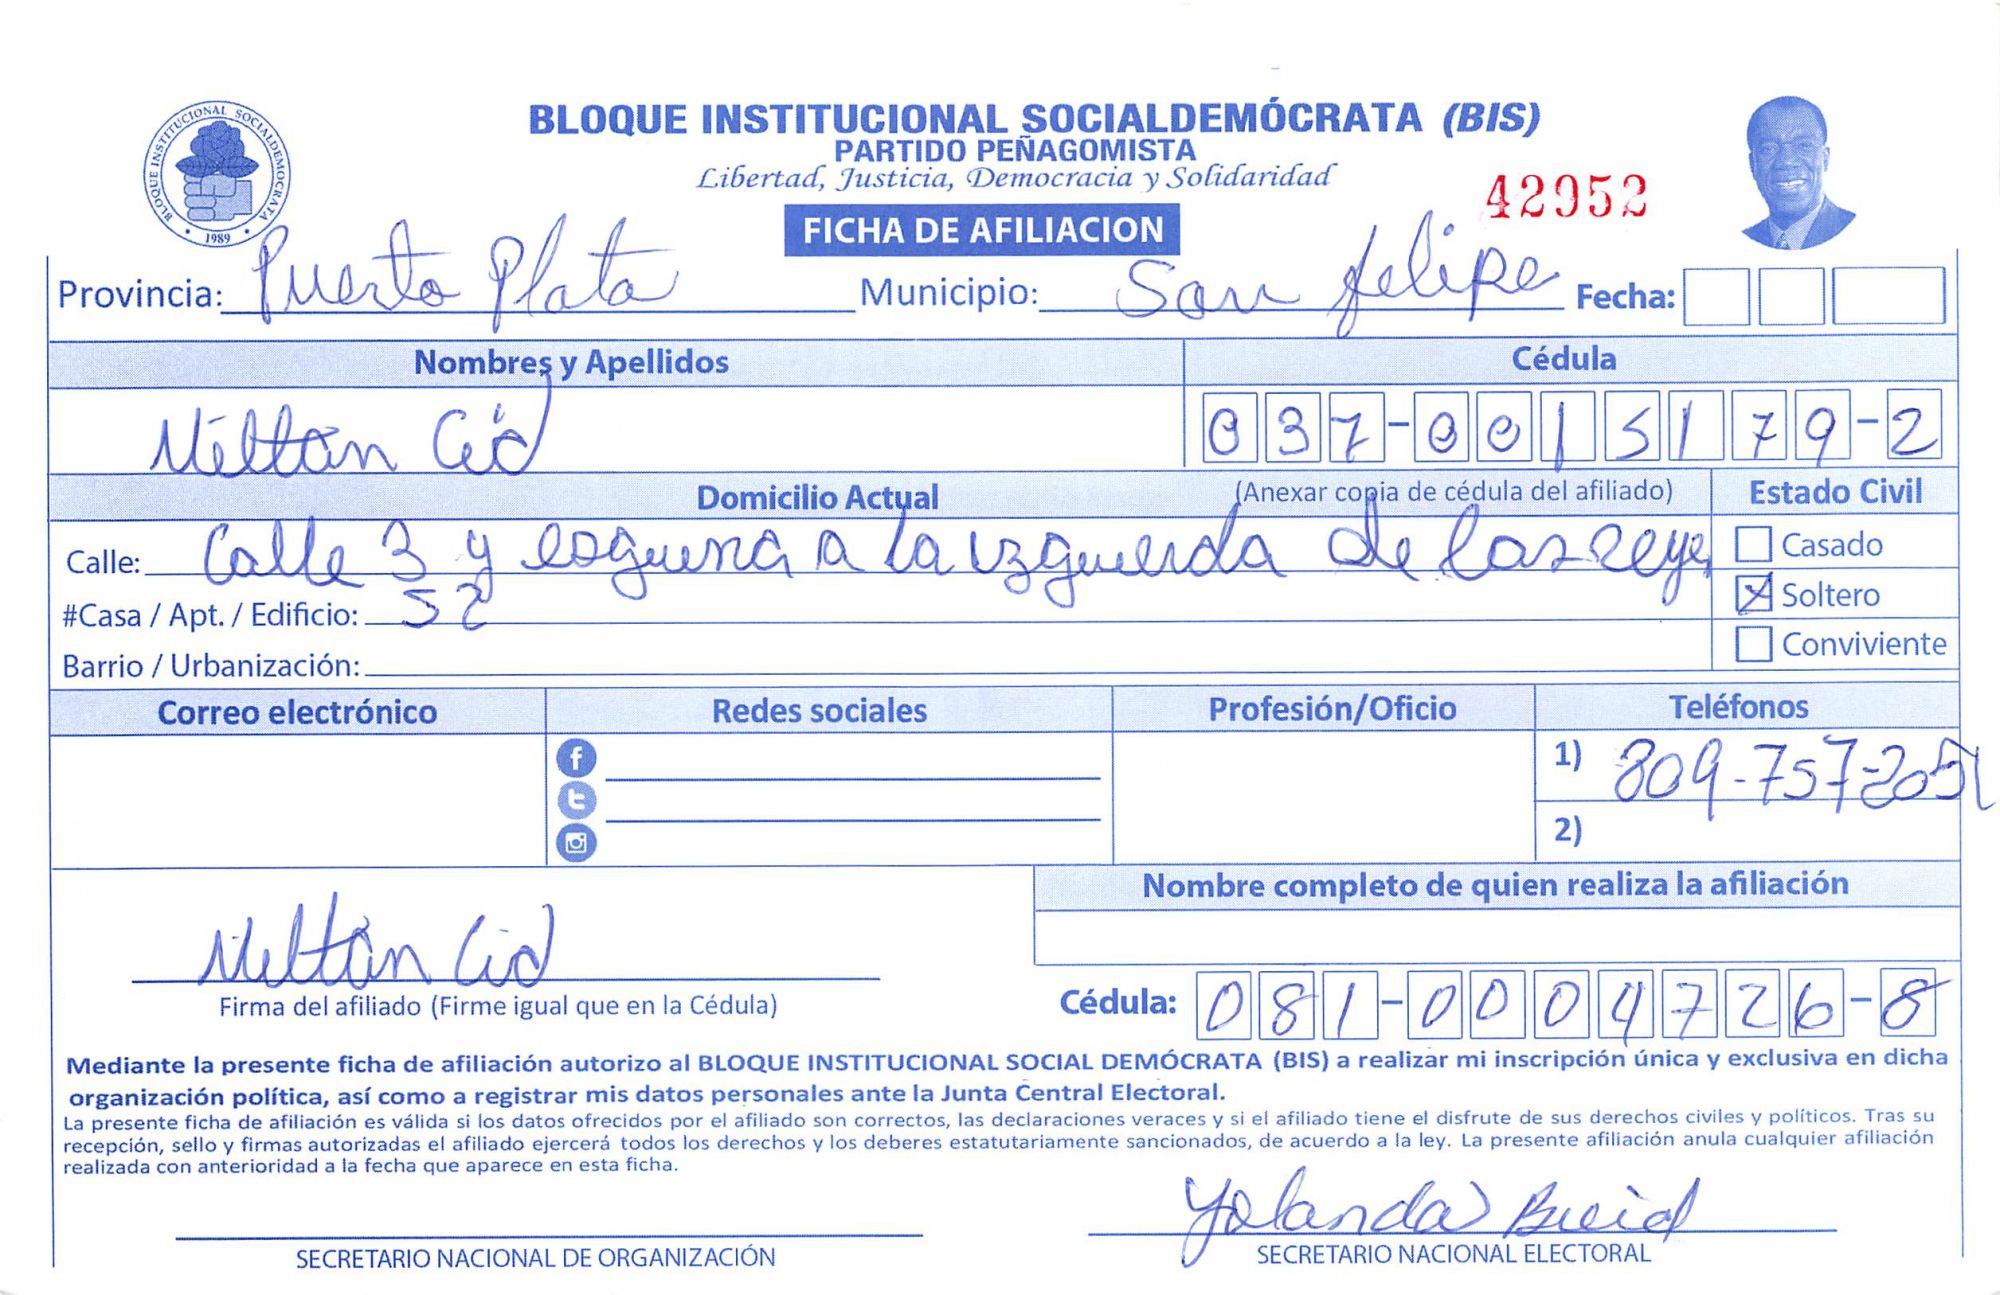 BLOQUE INSTITUCIONAL SOCIALDEMÓCRATA (BIS)
PARTIDO PEÑAGOMISTA
Libertad, Justicia, Democracia y Solidaridad
BLOQUE INSTITUCIONAL SOCIALDEMOCRATA
1989
42952
FICHA DE AFILIACION
Provincia: Puerto Plata Municipio: San felipe Fecha:
Nombres y Apellidos Cédula
Miltan Cid 037-0015179-2
Domicilio Actual (Anexar copia de cédula del afiliado) Estado Civil
Calle: Calle 3 y esquena a la izquerda de las reye Casado
#Casa / Apt. / Edificio: 52 Soltero
Barrio / Urbanización: Conviviente
Correo electrónico Redes sociales Profesión/Oficio Teléfonos
1) 809-757-2051
2)
Nombre completo de quien realiza la afiliación
Miltan Cid
Firma del afiliado (Firme igual que en la Cédula) Cédula: 081-0004726-8
Mediante la presente ficha de afiliación autorizo al BLOQUE INSTITUCIONAL SOCIAL DEMÓCRATA (BIS) a realizar mi inscripción única y exclusiva en dicha
organización política, así como a registrar mis datos personales ante la Junta Central Electoral.
La presente ficha de afiliación es válida si los datos ofrecidos por el afiliado son correctos, las declaraciones veraces y si el afiliado tiene el disfrute de sus derechos civiles y políticos. Tras su
recepción, sello y firmas autorizadas el afiliado ejercerá todos los derechos y los deberes estatutariamente sancionados, de acuerdo a la ley. La presente afiliación anula cualquier afiliación
realizada con anterioridad a la fecha que aparece en esta ficha.
Yolanda
SECRETARIO NACIONAL DE ORGANIZACIÓN SECRETARIO NACIONAL ELECTORAL